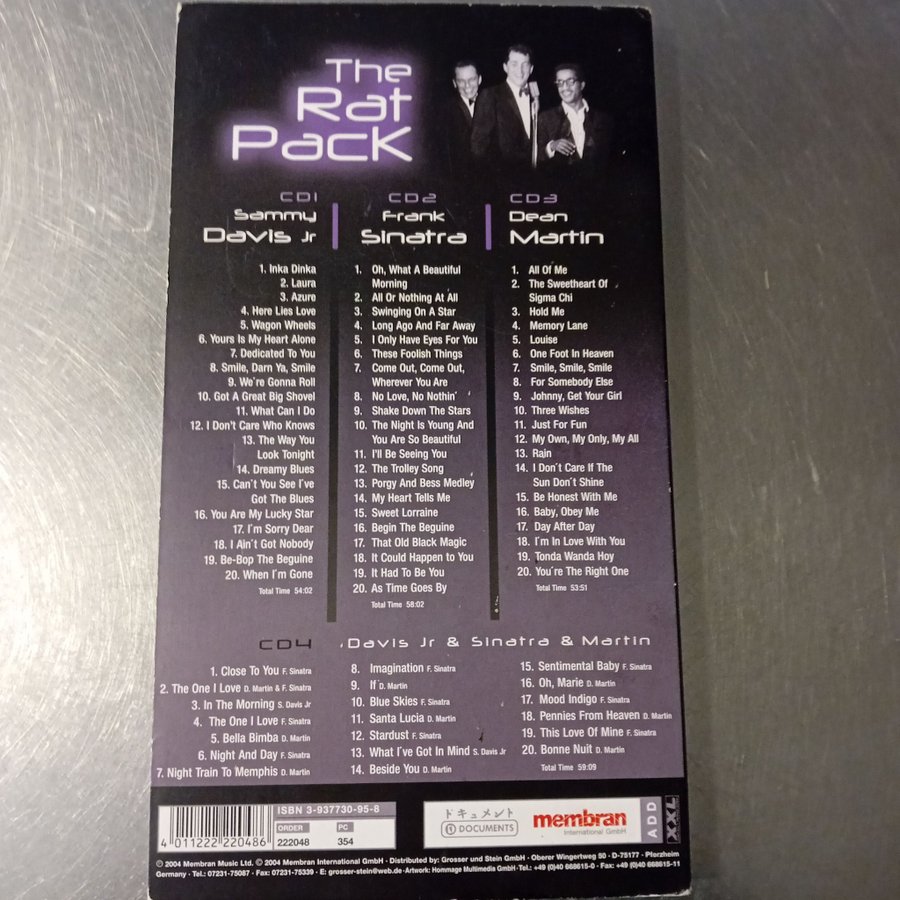 The
Rat
Pack
CD1
Sammy
Davis Jr
1. Inka Dinka
2. Laura
3. Azure
4. Here Lies Love
5. Wagon Wheels
6. Yours Is My Heart Alone
7. Dedicated To You
8. Smile, Darn Ya, Smile
9. We're Gonna Roll
10. Got A Great Big Shovel
11. What Can I Do
12. I Don't Care Who Knows
13. The Way You
Look Tonight
14. Dreamy Blues
15. Can't You See I've
Got The Blues
16. You Are My Lucky Star
17. I'm Sorry Dear
18. I Ain't Got Nobody
19. Be-Bop The Beguine
20. When I'm Gone
Total Time 54:02
CD2
Frank
Sinatra
1. Oh, What A Beautiful
Morning
2. All Or Nothing At All
3. Swinging On A Star
4. Long Ago And Far Away
5. I Only Have Eyes For You
6. These Foolish Things
7. Come Out, Come Out,
Wherever You Are
8. No Love, No Nothin'
9. Shake Down The Stars
10. The Night Is Young And
You Are So Beautiful
11. I'll Be Seeing You
12. The Trolley Song
13. Porgy And Bess Medley
14. My Heart Tells Me
15. Sweet Lorraine
16. Begin The Beguine
17. That Old Black Magic
18. It Could Happen to You
19. It Had To Be You
20. As Time Goes By
Total Time 58:02
CD3
Dean
Martin
1. All Of Me
2. The Sweetheart Of
Sigma Chi
3. Hold Me
4. Memory Lane
5. Louise
6. One Foot In Heaven
7. Smile, Smile, Smile
8. For Somebody Else
9. Johnny, Get Your Girl
10. Three Wishes
11. Just For Fun
12. My Own, My Only, My All
13. Rain
14. I Don't Care If The
Sun Don't Shine
15. Be Honest With Me
16. Baby, Obey Me
17. Day After Day
18. I'm In Love With You
19. Tonda Wanda Hoy
20. You're The Right One
Total Time 53:51
CD4 Davis Jr & Sinatra & Martin
1. Close To You F. Sinatra
2. The One I Love D. Martin & F. Sinatra
3. In The Morning S. Davis Jr
4. The One I Love F. Sinatra
5. Bella Bimba D. Martin
6. Night And Day F. Sinatra
7. Night Train To Memphis D. Martin
8. Imagination F. Sinatra
9. If D. Martin
10. Blue Skies F. Sinatra
11. Santa Lucia D. Martin
12. Stardust F. Sinatra
13. What I've Got In Mind S. Davis Jr
14. Beside You D. Martin
15. Sentimental Baby F. Sinatra
16. Oh, Marie D. Martin
17. Mood Indigo F. Sinatra
18. Pennies From Heaven D. Martin
19. This Love Of Mine F. Sinatra
20. Bonne Nuit D. Martin
Total Time 59:09
4 011222 220486
ISBN 3-937730-95-8
ORDER PC
222048 354
ドキュメント
DOCUMENTS
membran
International GmbH
ADD
XXL
℗ 2004 Membran Music Ltd. © 2004 Membran International GmbH · Distributed by: Grosser und Stein GmbH · Oberer Wingertweg 50 · D-75177 · Pforzheim
Germany · Tel.: 07231-75087 · Fax: 07231-75339 · E: grosser-stein@web.de · Artwork: Hommage Multimedia GmbH · Tel: +49 (0)40 668615-0 · Fax: +49 (0)40 668615-11